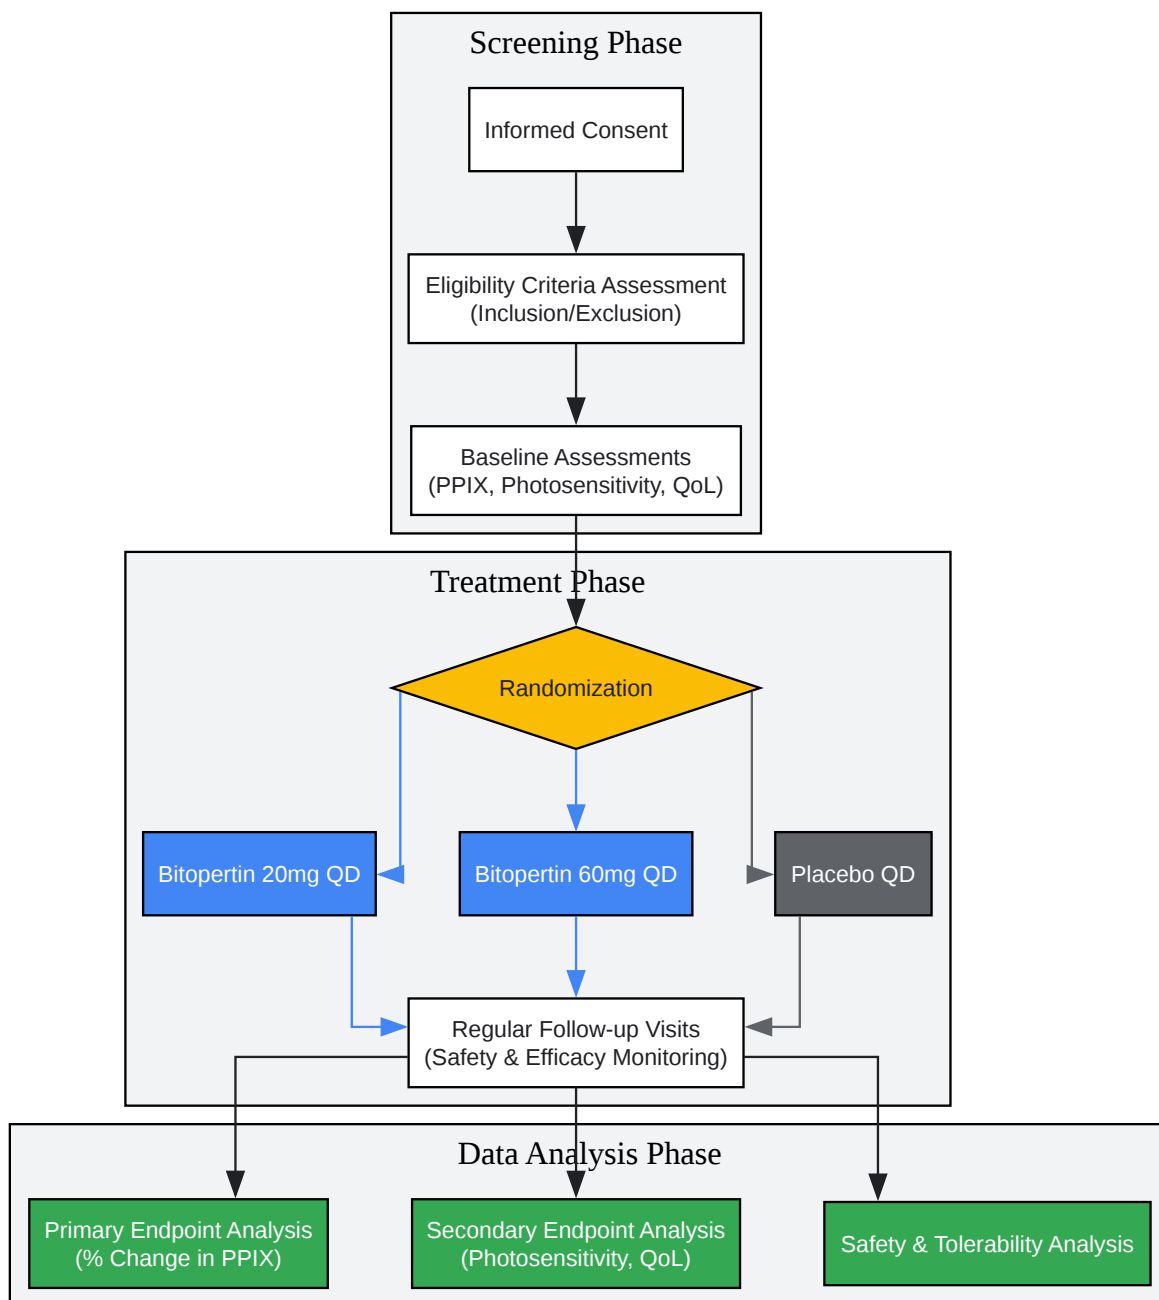 Screening Phase
Informed Consent
Eligibility Criteria Assessment
(Inclusion/Exclusion)
Baseline Assessments
(PPIX, Photosensitivity, QoL)
Treatment Phase
Randomization
Bitopertin 20mg QD
Bitopertin 60mg QD
Placebo QD
Regular Follow-up Visits
(Safety & Efficacy Monitoring)
Data Analysis Phase
Primary Endpoint Analysis
(% Change in PPIX)
Secondary Endpoint Analysis
(Photosensitivity, QoL)
Safety & Tolerability Analysis